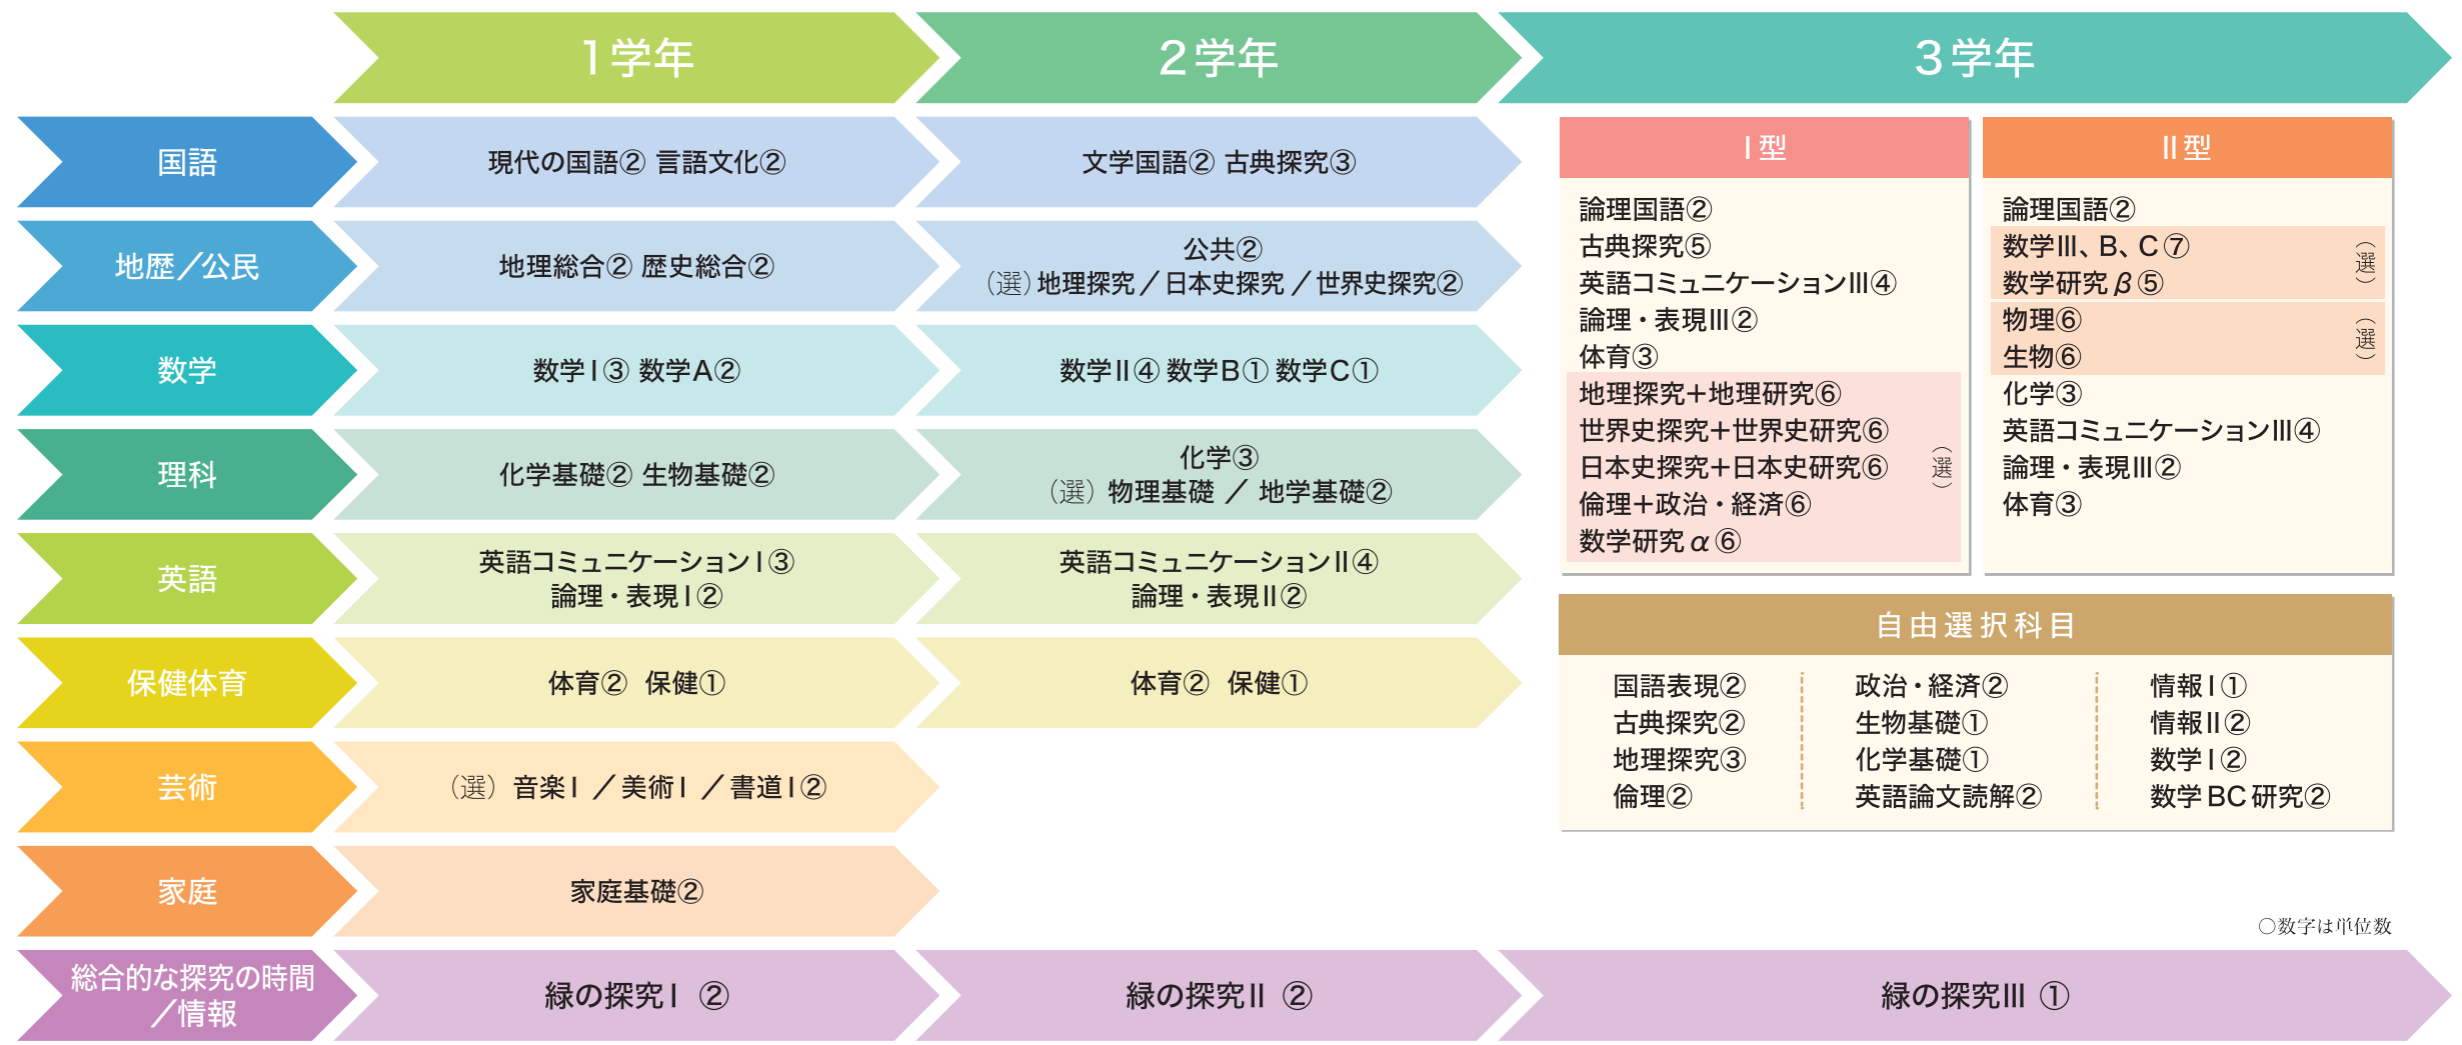 1学年
2学年
3学年
国語
現代の国語② 言語文化②
文学国語② 古典探究③
地歴／公民
地理総合② 歴史総合②
公共②
（選）地理探究／日本史探究／世界史探究②
数学
数学Ⅰ③ 数学A②
数学Ⅱ④ 数学B① 数学C①
理科
化学基礎② 生物基礎②
化学③
（選）物理基礎 ／ 地学基礎②
英語
英語コミュニケーションⅠ③
論理・表現Ⅰ②
英語コミュニケーションⅡ④
論理・表現Ⅱ②
保健体育
体育② 保健①
体育② 保健①
芸術
（選）音楽Ⅰ ／美術Ⅰ ／書道Ⅰ②
家庭
家庭基礎②
総合的な探究の時間
／情報
緑の探究Ⅰ ②
緑の探究Ⅱ ②
緑の探究Ⅲ ①
Ⅰ型
論理国語②
古典探究⑤
英語コミュニケーションⅢ④
論理・表現Ⅲ②
体育③
地理探究＋地理研究⑥
世界史探究＋世界史研究⑥
日本史探究＋日本史研究⑥
倫理＋政治・経済⑥
数学研究α⑥
（選）
Ⅱ型
論理国語②
数学Ⅲ、B、C⑦
数学研究β⑤
（選）
物理⑥
生物⑥
（選）
化学③
英語コミュニケーションⅢ④
論理・表現Ⅲ②
体育③
自由選択科目
国語表現②
古典探究②
地理探究③
倫理②
政治・経済②
生物基礎①
化学基礎①
英語論文読解②
情報Ⅰ①
情報Ⅱ②
数学Ⅰ②
数学BC研究②
〇数字は単位数